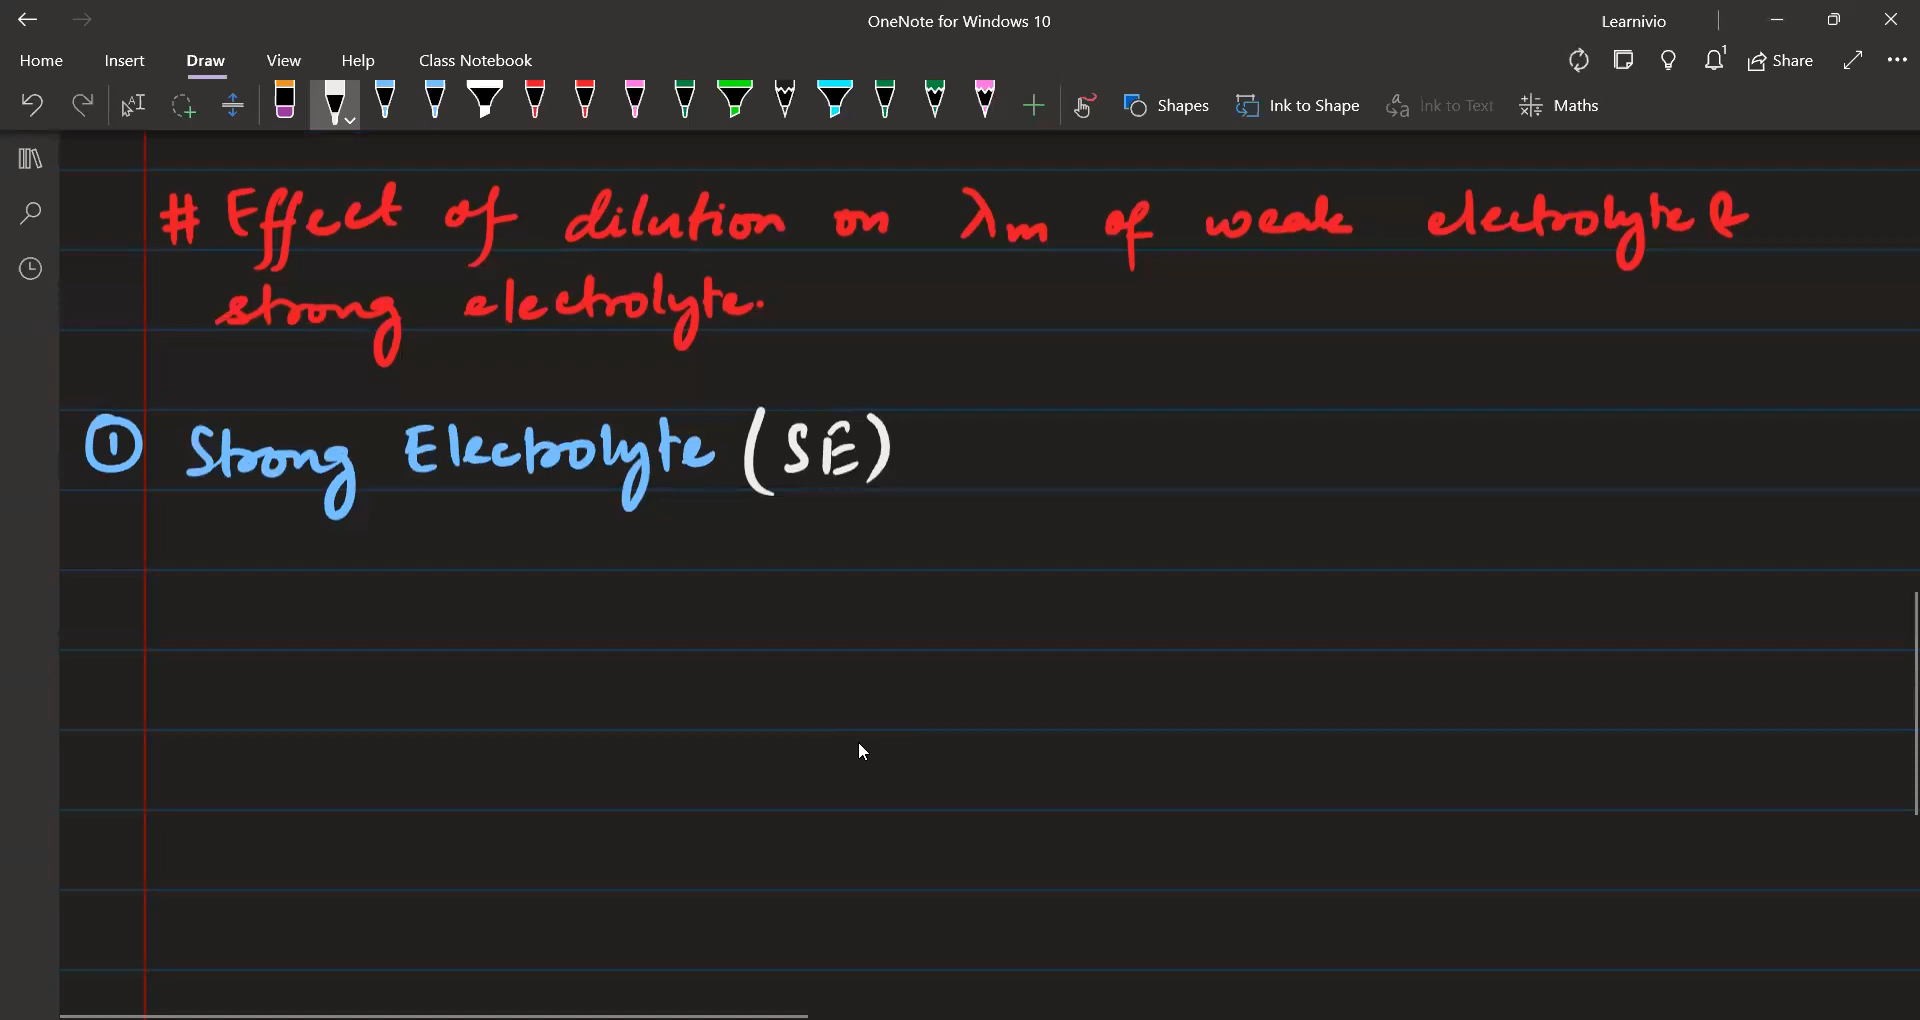 OneNote for Windows 10
Learnivio
Home Insert Draw View Help Class Notebook
1
Share
Shapes Ink to Shape Ink to Text Maths
# Effect of dilution on λm of weak electrolyte &
strong electrolyte.
① Strong Electrolyte (SE)